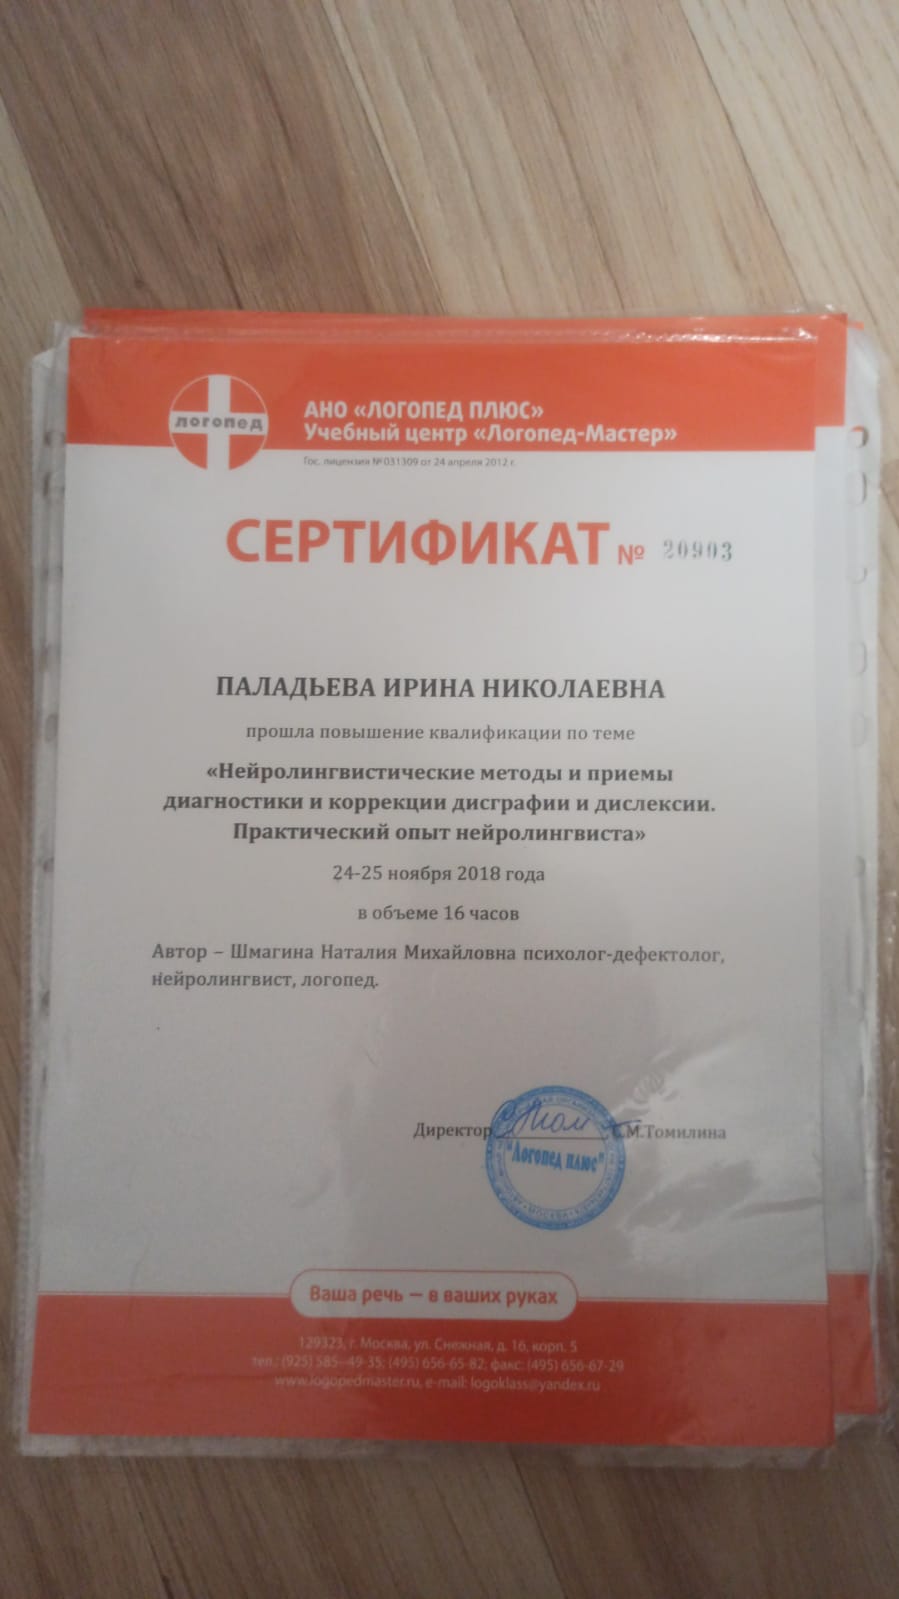 логопед
АНО «ЛОГОПЕД ПЛЮС»
Учебный центр «Логопед-Мастер»
Гос. лицензия №031309 от 24 апреля 2012 г.
СЕРТИФИКАТ № 20903
ПАЛАДЬЕВА ИРИНА НИКОЛАЕВНА
прошла повышение квалификации по теме
«Нейролингвистические методы и приемы
диагностики и коррекции дисграфии и дислексии.
Практический опыт нейролингвиста»
24-25 ноября 2018 года
в объеме 16 часов
Автор – Шмагина Наталия Михайловна психолог-дефектолог,
нейролингвист, логопед.
Директор М.Томилина
"Логопед плюс"
МОСКВА
Ваша речь — в ваших руках
129323, г. Москва, ул. Снежная, д. 16, корп. 5
тел.: (925) 585--49-35; (495) 656-65-82; факс: (495) 656-67-29
www.logopedmaster.ru, e-mail: logoklass@yandex.ru